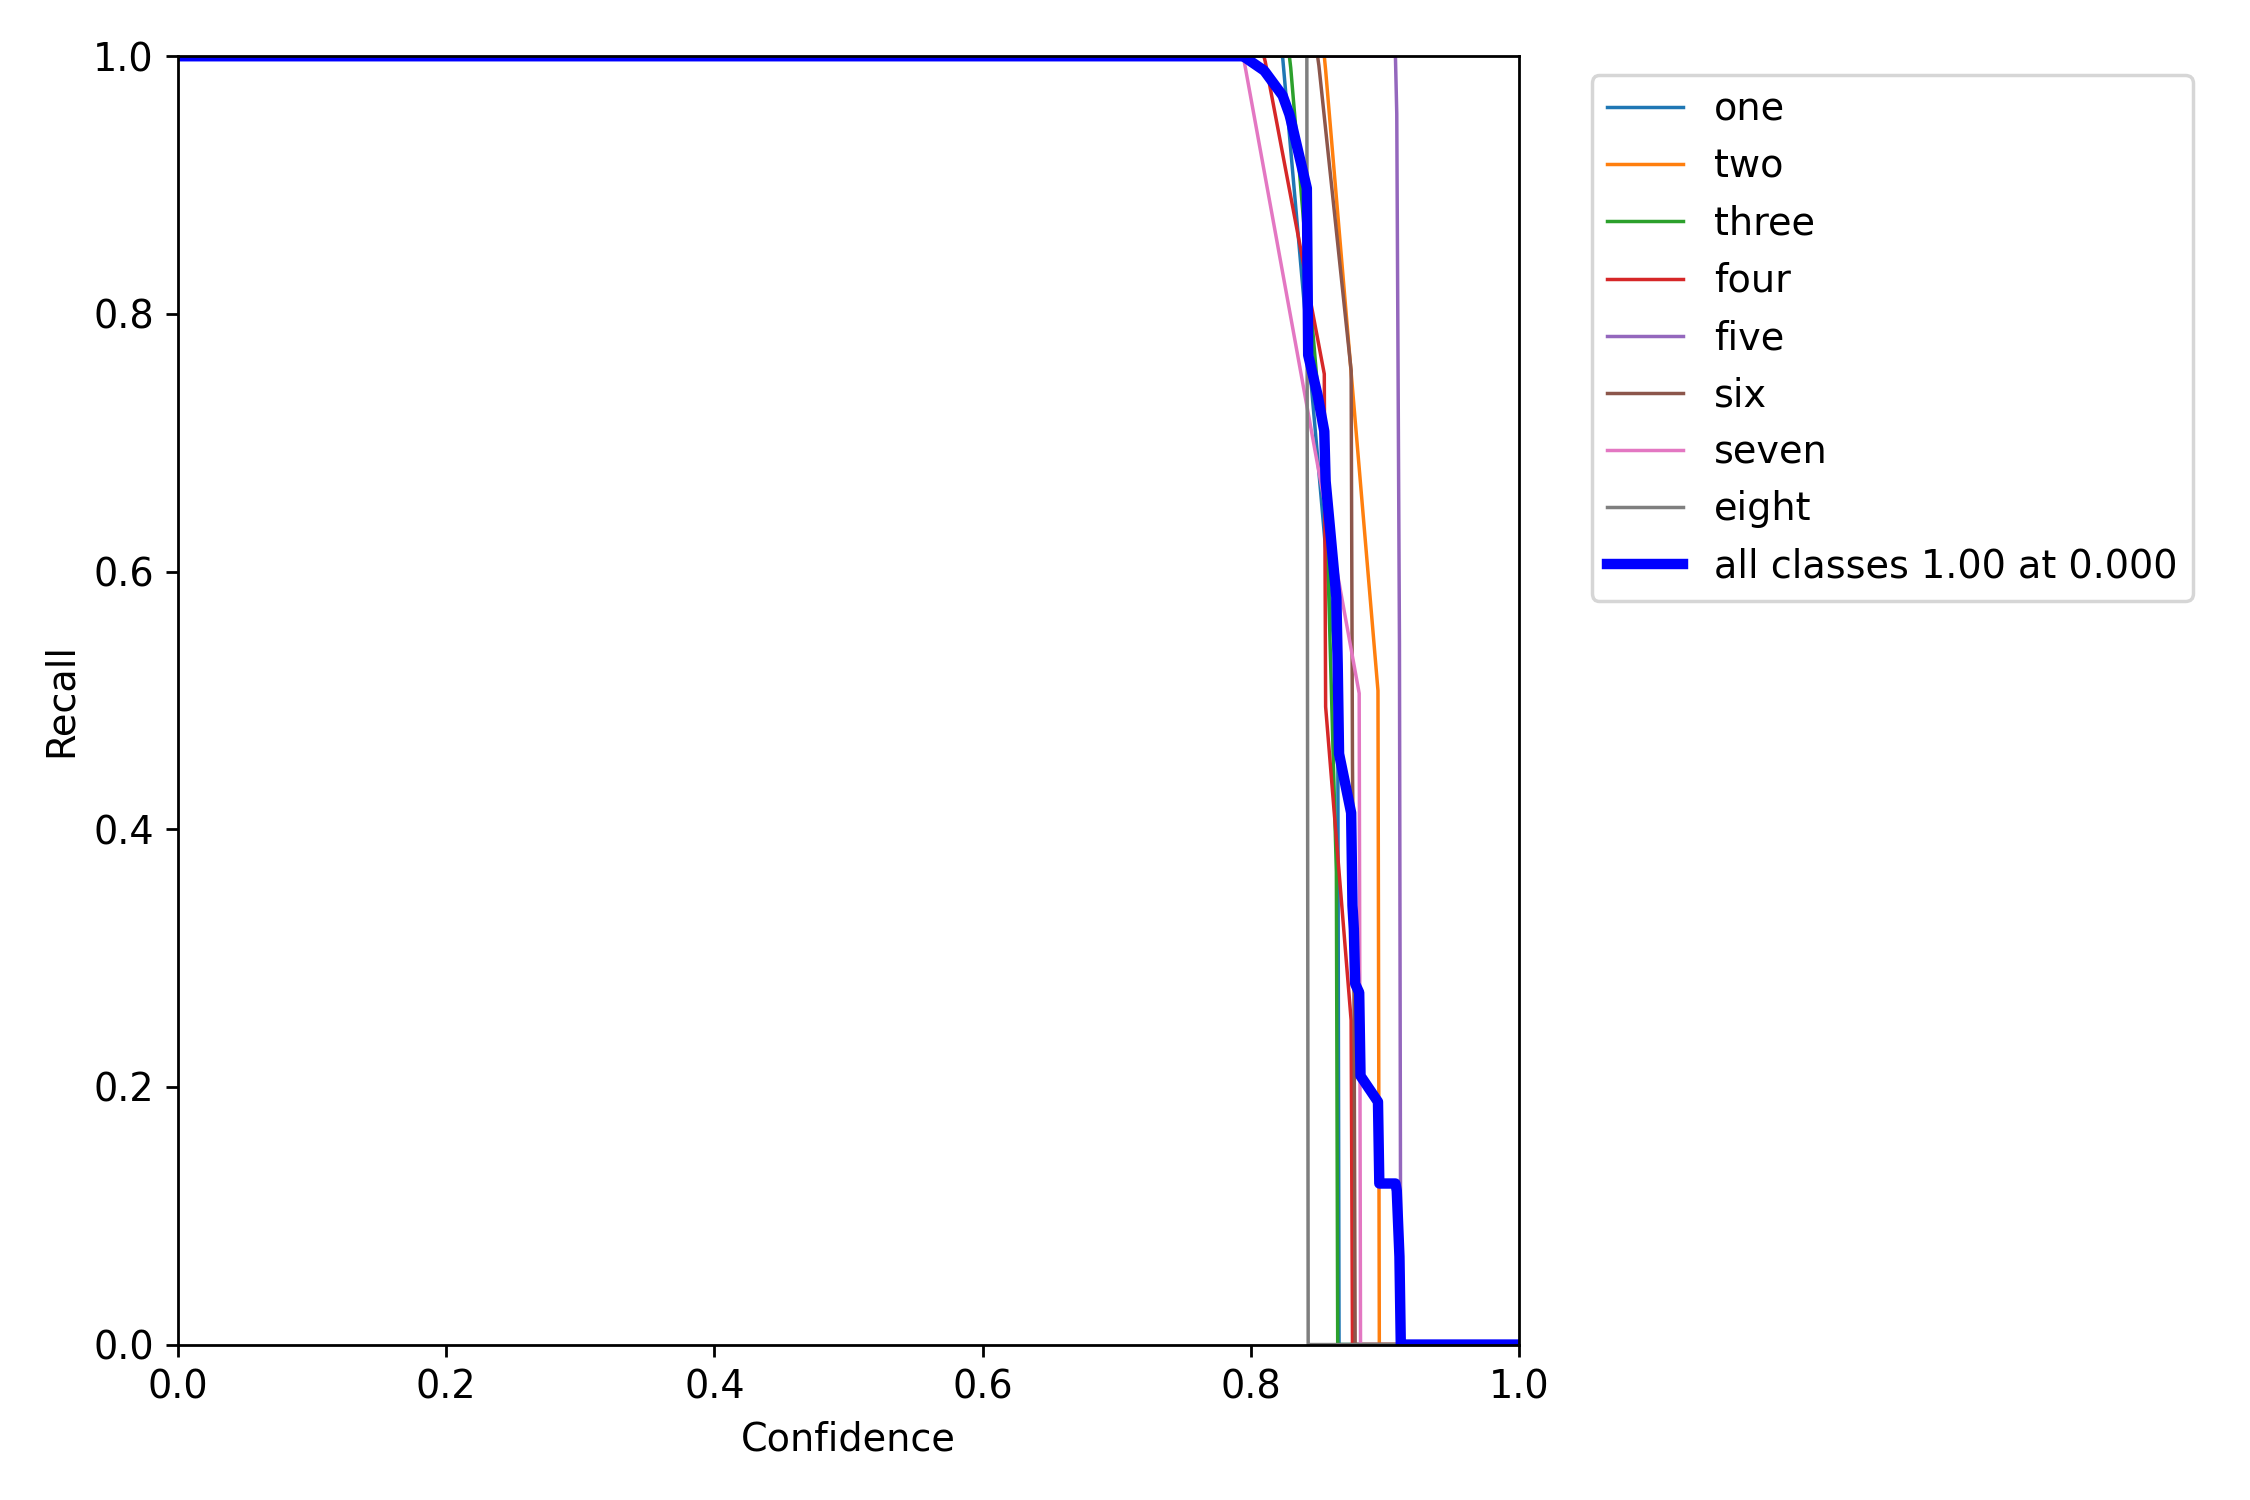 1.0
0.8
0.6
0.4
0.2
0.0
Recall
0.0 0.2 0.4 0.6 0.8 1.0
Confidence
one
two
three
four
five
six
seven
eight
all classes 1.00 at 0.000